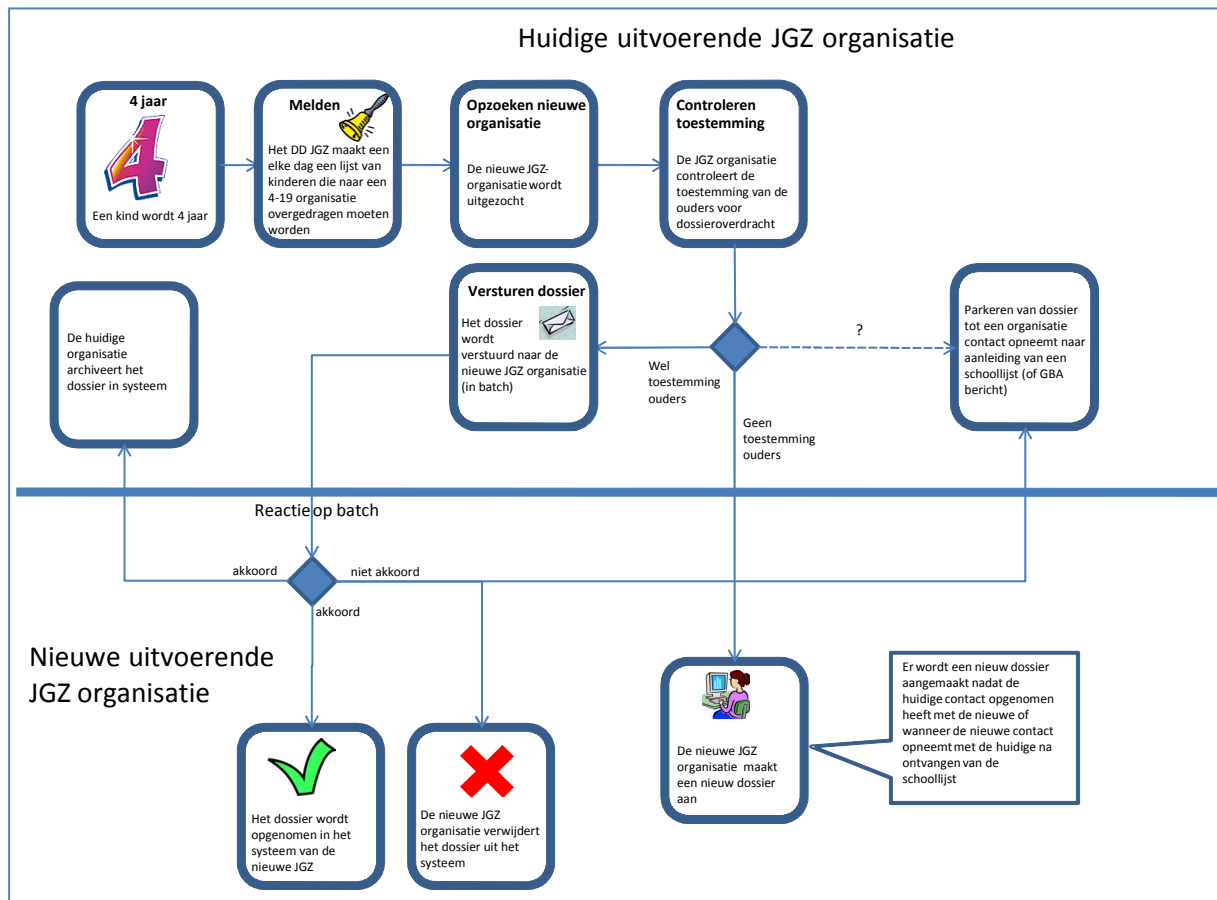 Huidige uitvoerende JGZ organisatie
4 jaar
4
Een kind wordt 4 jaar
Melden
Het DD JGZ maakt een
elke dag een lijst van
kinderen die naar een
4-19 organisatie
overgedragen moeten
worden
Opzoeken nieuwe
organisatie
De nieuwe JGZ-
organisatie wordt
uitgezocht
Controleren
toestemming
De JGZ organisatie
controleert de
toestemming van de
ouders voor
dossieroverdracht
De huidige
organisatie
archiveert het
dossier in systeem
Versturen dossier
Het dossier
wordt
verstuurd naar de
nieuwe JGZ organisatie
(in batch)
Wel
toestemming
ouders
?
Parkeren van dossier
tot een organisatie
contact opneemt naar
aanleiding van een
schoollijst (of GBA
bericht)
Geen
toestemming
ouders
Reactie op batch
akkoord
niet akkoord
akkoord
Nieuwe uitvoerende
JGZ organisatie
Het dossier wordt
opgenomen in het
systeem van de
nieuwe JGZ
De nieuwe JGZ
organisatie verwijdert
het dossier uit het
systeem
De nieuwe JGZ
organisatie maakt
een nieuw dossier
aan
Er wordt een nieuw dossier
aangemaakt nadat de
huidige contact opgenomen
heeft met de nieuwe of
wanneer de nieuwe contact
opneemt met de huidige na
ontvangen van de
schoollijst